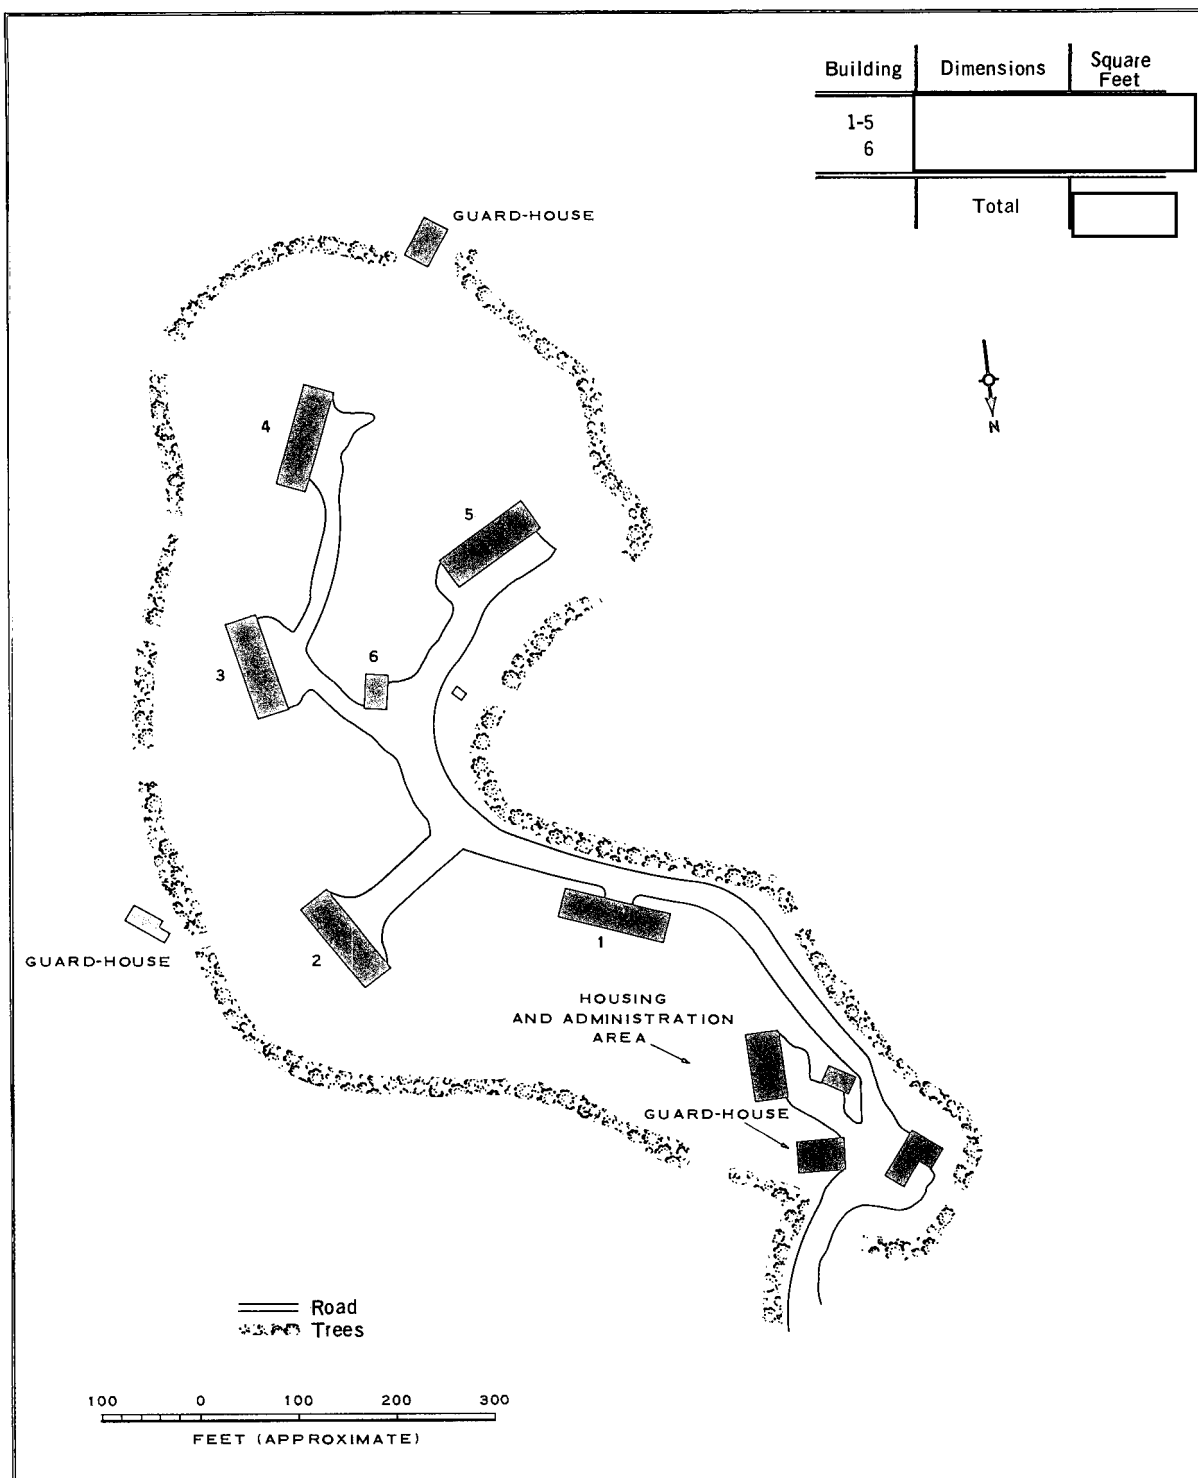 Building Dimensions Square Feet
1-5
6
Total
GUARD-HOUSE
N
4
5
6
3
GUARD-HOUSE
2
1
HOUSING
AND ADMINISTRATION
AREA
GUARD-HOUSE
Road
Trees
100 0 100 200 300
FEET (APPROXIMATE)